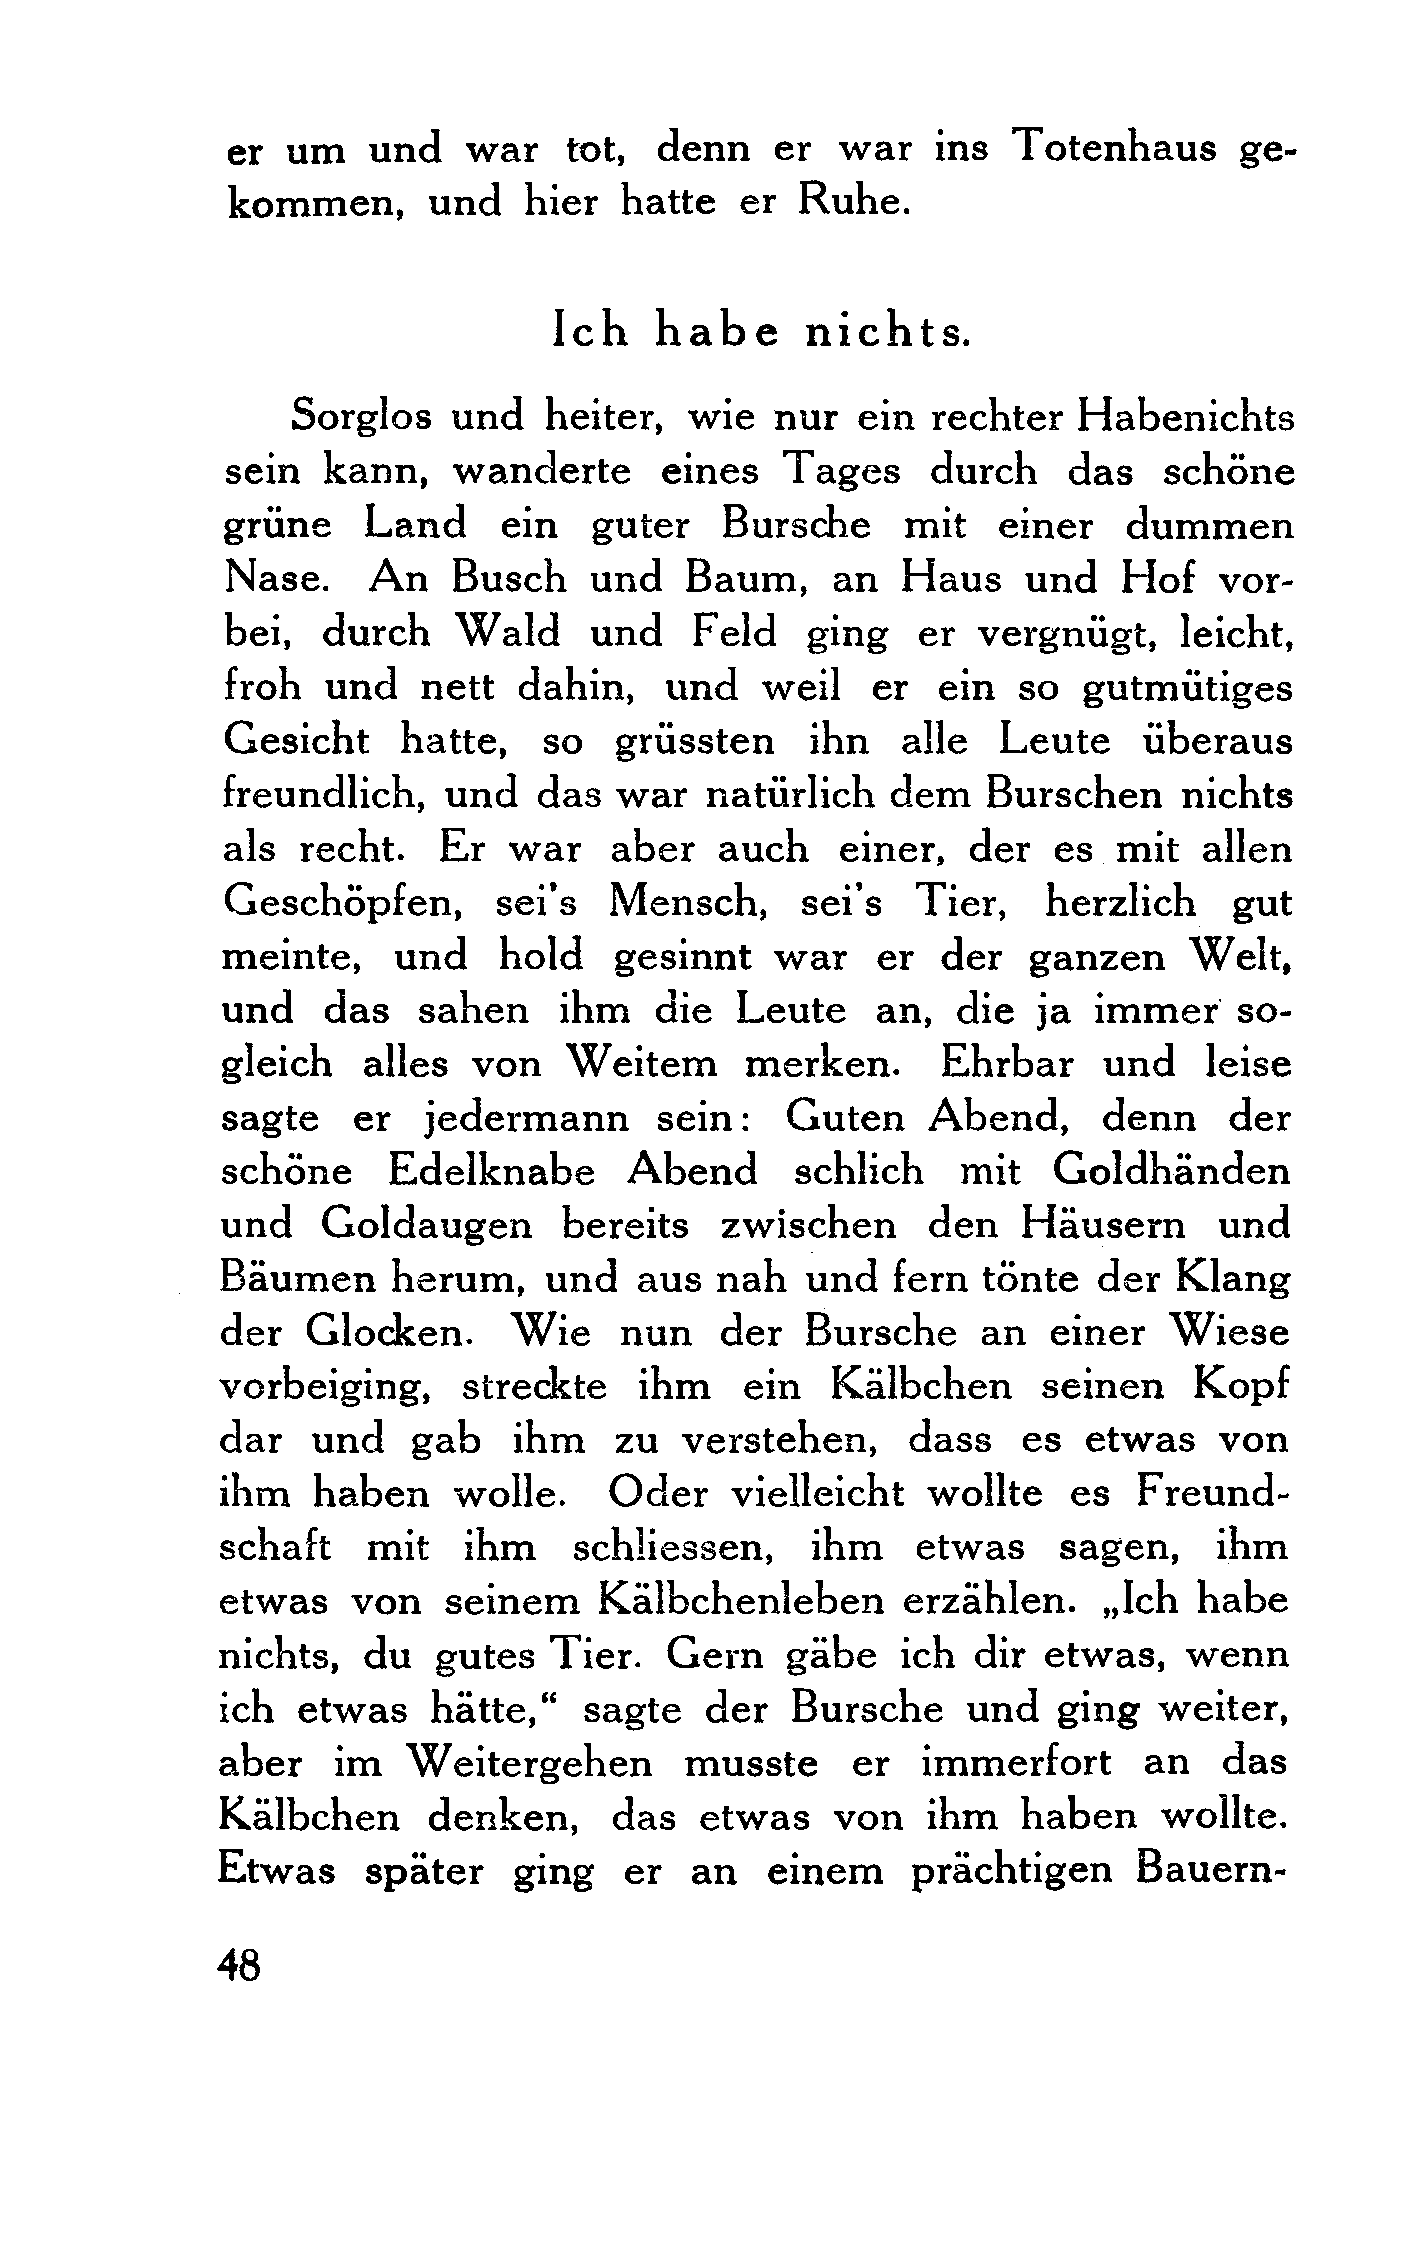 er um und war tot, denn er war ins Totenhaus ge-
kommen, und hier hatte er Ruhe.
Ich habe nichts.
Sorglos und heiter, wie nur ein rechter Habenichts
sein kann, wanderte eines Tages durch das schöne
grüne Land ein guter Bursche mit einer dummen
Nase. An Busch und Baum, an Haus und Hof vor-
bei, durch Wald und Feld ging er vergnügt, leicht,
froh und nett dahin, und weil er ein so gutmütiges
Gesicht hatte, so grüssten ihn alle Leute überaus
freundlich, und das war natürlich dem Burschen nichts
als recht. Er war aber auch einer, der es mit allen
Geschöpfen, sei's Mensch, sei's Tier, herzlich gut
meinte, und hold gesinnt war er der ganzen Welt,
und das sahen ihm die Leute an, die ja immer so-
gleich alles von Weitem merken. Ehrbar und leise
sagte er jedermann sein: Guten Abend, denn der
schöne Edelknabe Abend schlich mit Goldhänden
und Goldaugen bereits zwischen den Häusern und
Bäumen herum, und aus nah und fern tönte der Klang
der Glocken. Wie nun der Bursche an einer Wiese
vorbeiging, streckte ihm ein Kälbchen seinen Kopf
dar und gab ihm zu verstehen, dass es etwas von
ihm haben wolle. Oder vielleicht wollte es Freund-
schaft mit ihm schliessen, ihm etwas sagen, ihm
etwas von seinem Kälbchenleben erzählen. „Ich habe
nichts, du gutes Tier. Gern gäbe ich dir etwas, wenn
ich etwas hätte,“ sagte der Bursche und ging weiter,
aber im Weitergehen musste er immerfort an das
Kälbchen denken, das etwas von ihm haben wollte.
Etwas später ging er an einem prächtigen Bauern-
48